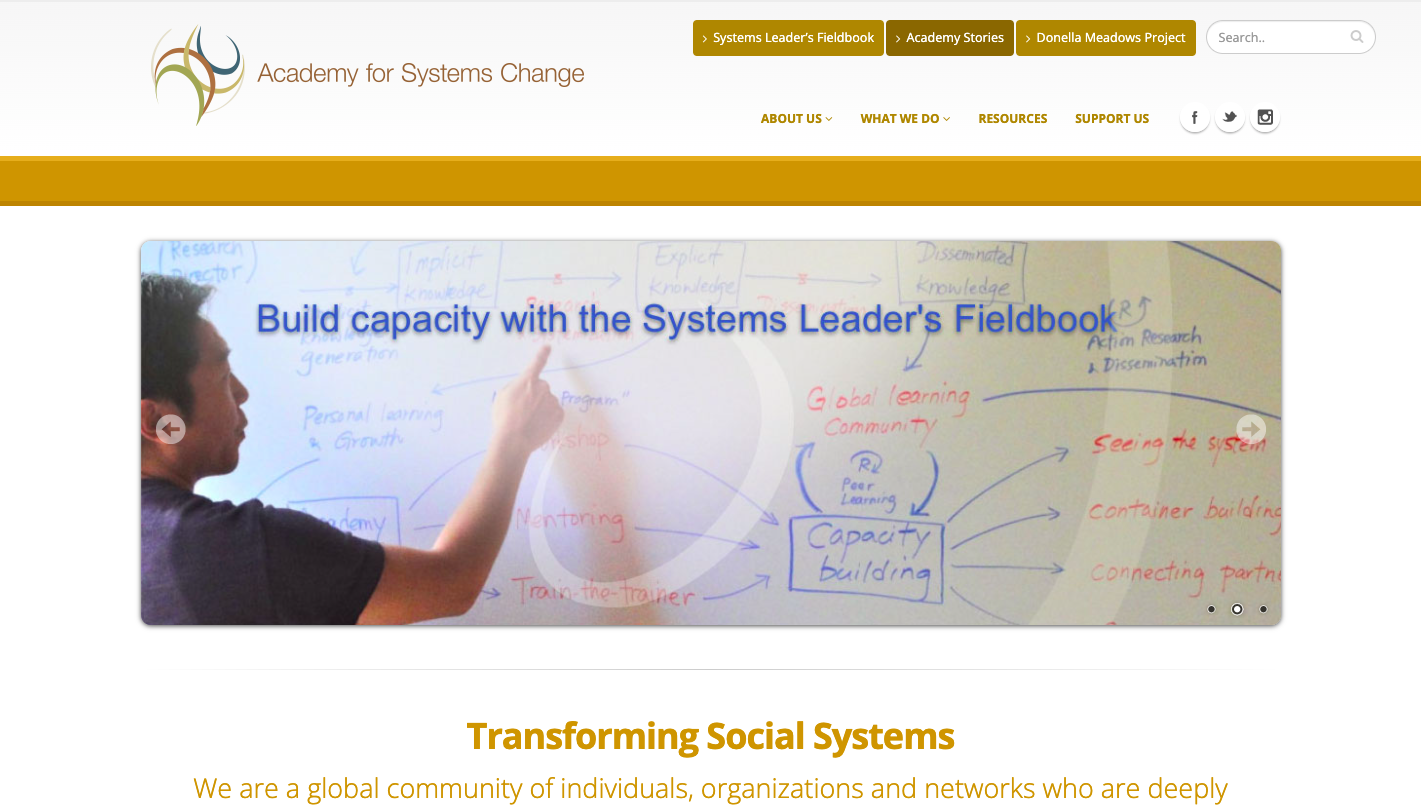 Systems Leader's Fieldbook
Academy Stories
Donella Meadows Project
Search..
Academy for Systems Change
ABOUT US
WHAT WE DO
RESOURCES
SUPPORT US
Research
Director
Implicit
knowledge
Explicit
knowledge
Disseminated
knowledge
Build capacity with the Systems Leader's Fieldbook
generation
R
Action Research
& Dissemination
Personal learning
& Growth
Program"
Global learning
Community
Seeing the system
R
Peer
Learning
Mentoring
Capacity
building
container building
Train-the-trainer
connecting partne
Transforming Social Systems
We are a global community of individuals, organizations and networks who are deeply